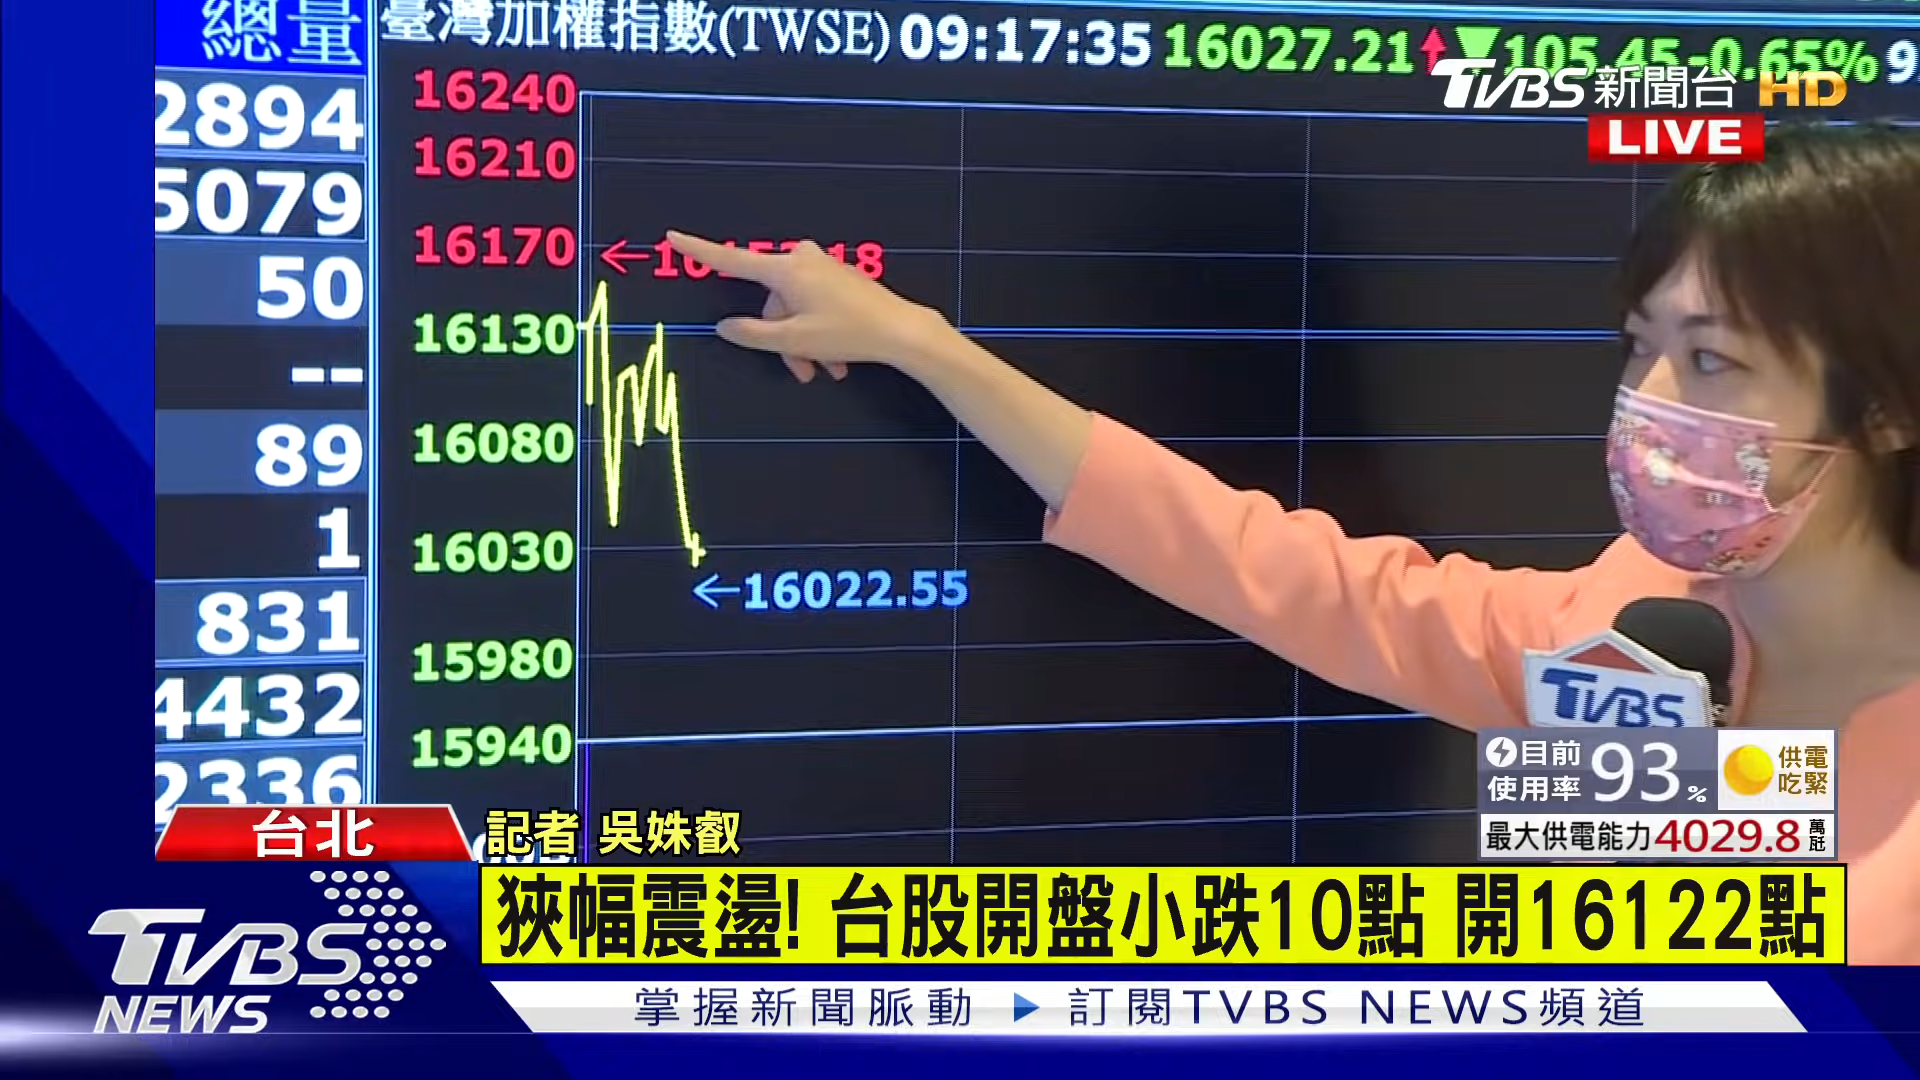 總量
臺灣加權指數(TWSE) 09:17:35 16027.21 105.45 -0.65%
TVBS新聞台 HD
LIVE
2894
5079
50
--
89
1
831
4432
2336
16240
16210
16170
16130
16080
16030
15980
15940
←16022.55
TVBS
目前使用率 93%
供電吃緊
最大供電能力4029.8萬瓩
台北
記者 吳姝叡
狹幅震盪! 台股開盤小跌10點 開16122點
TVBS NEWS
掌握新聞脈動 ▶ 訂閱TVBS NEWS頻道